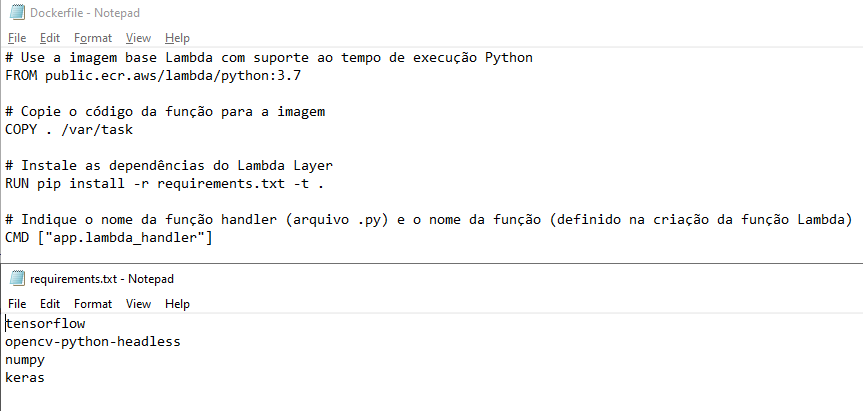 Dockerfile - Notepad
File Edit Format View Help
# Use a imagem base Lambda com suporte ao tempo de execução Python
FROM public.ecr.aws/lambda/python:3.7
# Copie o código da função para a imagem
COPY . /var/task
# Instale as dependências do Lambda Layer
RUN pip install -r requirements.txt -t .
# Indique o nome da função handler (arquivo .py) e o nome da função (definido na criação da função Lambda)
CMD ["app.lambda_handler"]
requirements.txt - Notepad
File Edit Format View Help
tensorflow
opencv-python-headless
numpy
keras